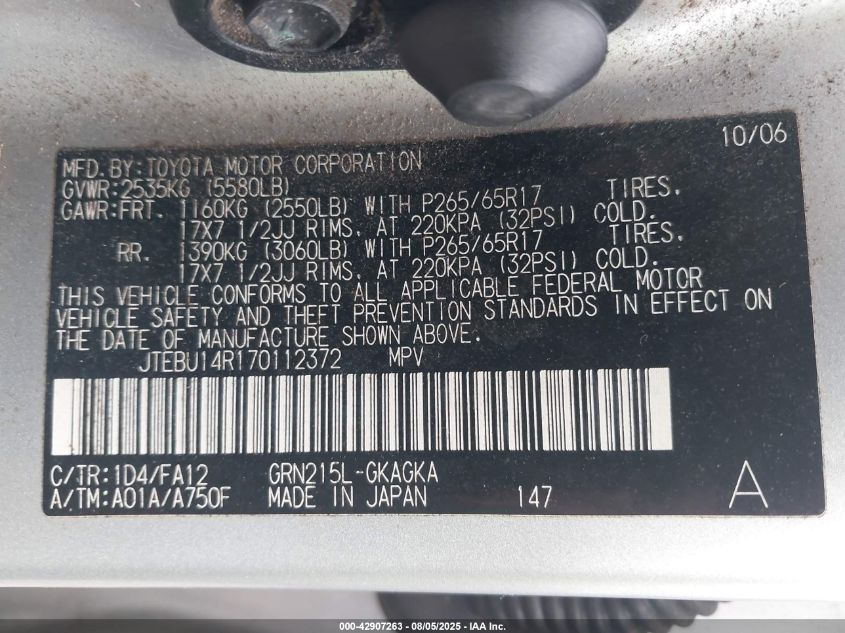 10/06
MFD. BY: TOYOTA MOTOR CORPORATION
GVWR: 2535KG (5580LB)
GAWR: FRT. 1160KG (2550LB) WITH P265/65R17 TIRES.
17X7 1/2JJ RIMS. AT 220KPA (32PSI) COLD.
RR. 1390KG (3060LB) WITH P265/65R17 TIRES.
17X7 1/2JJ RIMS. AT 220KPA (32PSI) COLD.
THIS VEHICLE CONFORMS TO ALL APPLICABLE FEDERAL MOTOR
VEHICLE SAFETY AND THEFT PREVENTION STANDARDS IN EFFECT ON
THE DATE OF MANUFACTURE SHOWN ABOVE.
JTEBU14R170112372 MPV
C/TR: 1D4/FA12 GRN215L-GKAGKA
A/TM: A01A/A750F MADE IN JAPAN 147 A
000-42907263 - 08/05/2025 - IAA Inc.